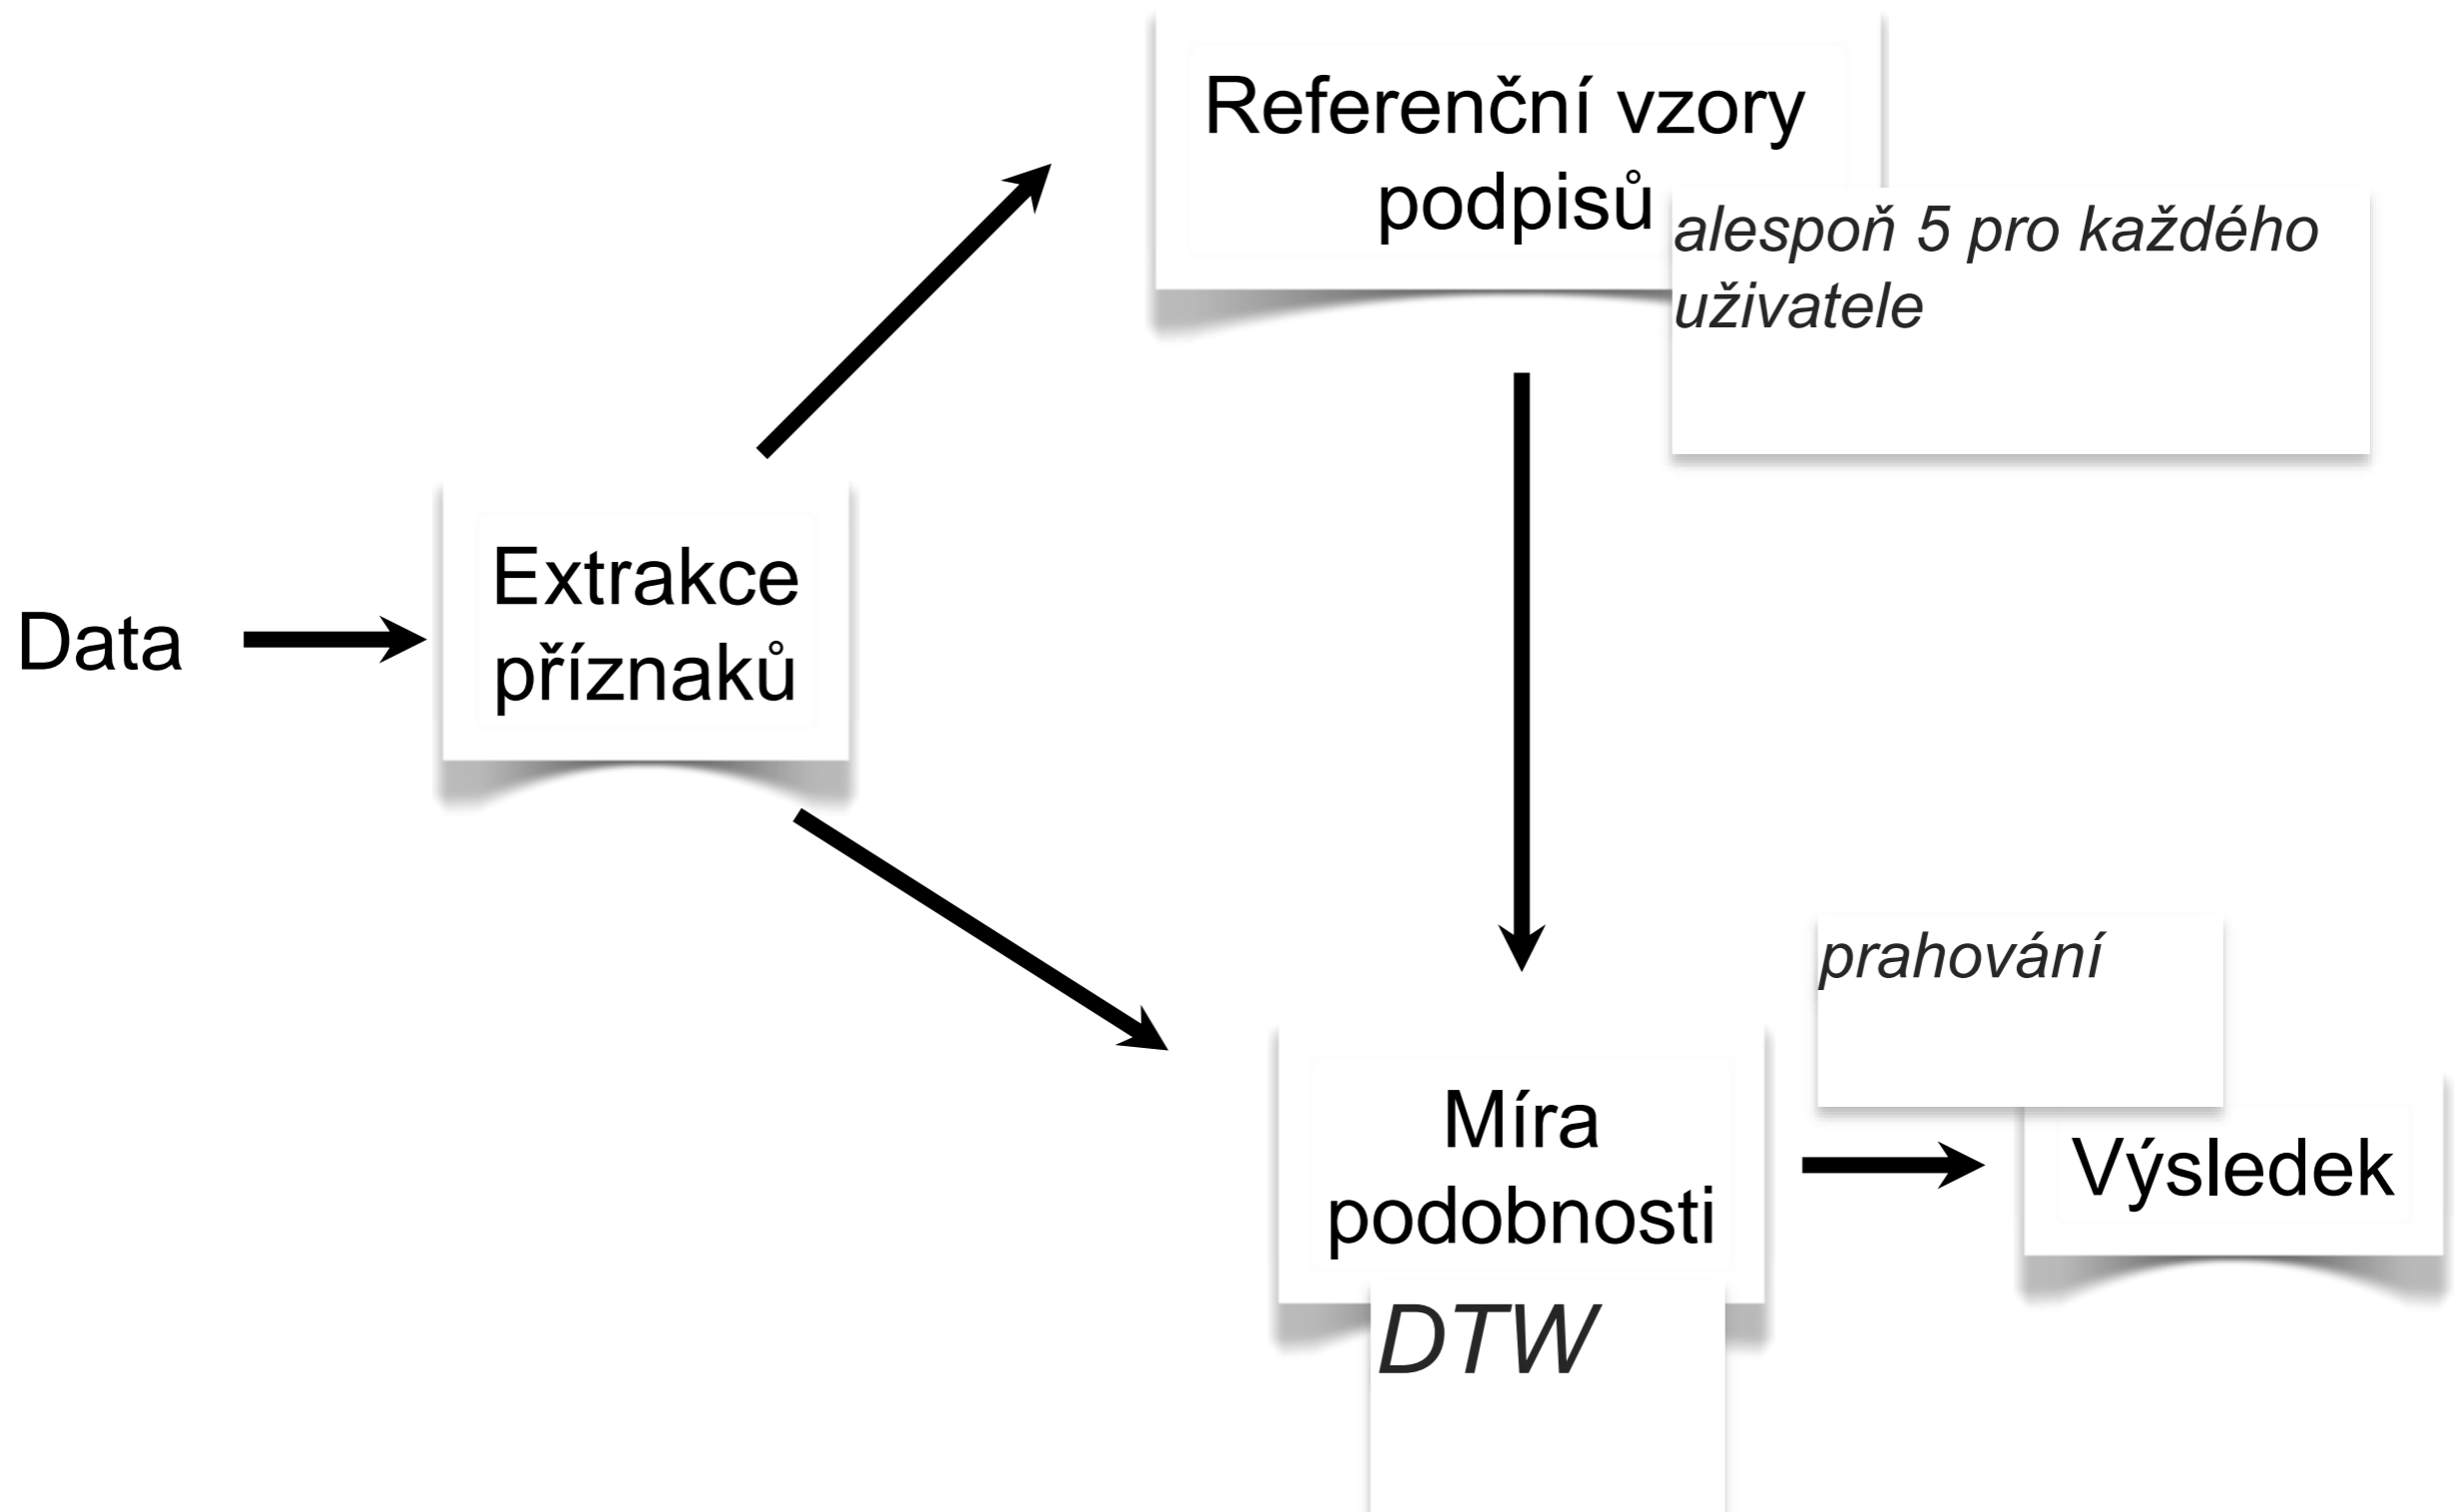 Referenční vzory
podpisů
alespoň 5 pro každého
uživatele
Extrakce
příznaků
Data
prahování
Míra
podobnosti
Výsledek
DTW